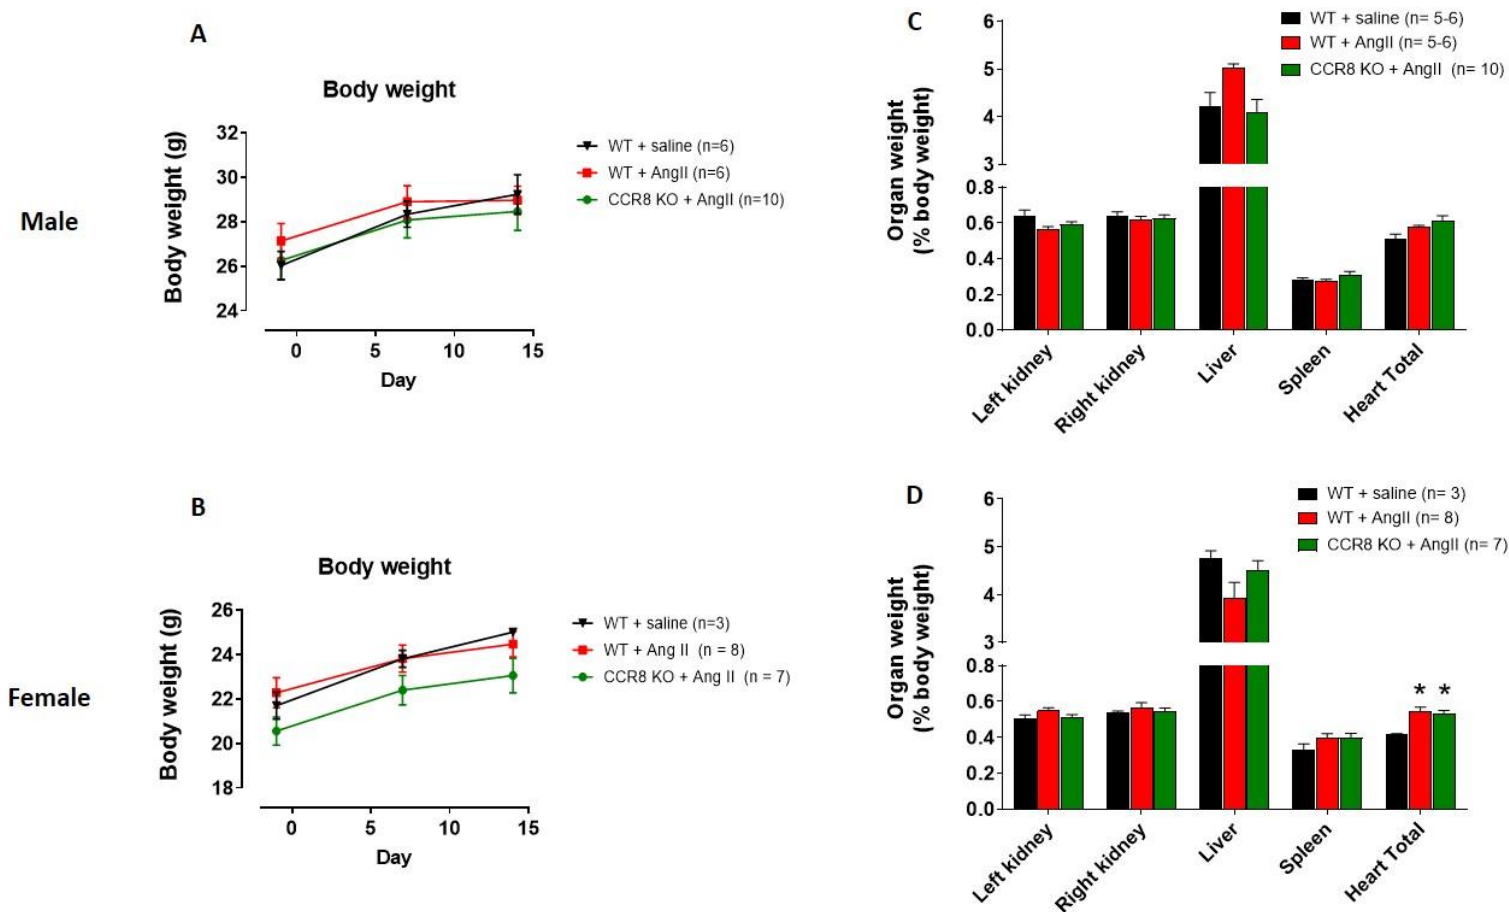 Male
A
Body weight
Body weight (g)
32
30
28
26
24
0 5 10 15
Day
WT + saline (n=6)
WT + AngII (n=6)
CCR8 KO + AngII (n=10)
C
Organ weight
(% body weight)
6
5
4
3
0.8
0.6
0.4
0.2
0.0
Left kidney
Right kidney
Liver
Spleen
Heart Total
WT + saline (n= 5-6)
WT + AngII (n= 5-6)
CCR8 KO + AngII (n= 10)
Female
B
Body weight
Body weight (g)
26
24
22
20
18
0 5 10 15
Day
WT + saline (n=3)
WT + Ang II (n = 8)
CCR8 KO + Ang II (n = 7)
D
Organ weight
(% body weight)
6
5
4
3
0.8
0.6
0.4
0.2
0.0
* *
Left kidney
Right kidney
Liver
Spleen
Heart Total
WT + saline (n= 3)
WT + AngII (n= 8)
CCR8 KO + AngII (n= 7)